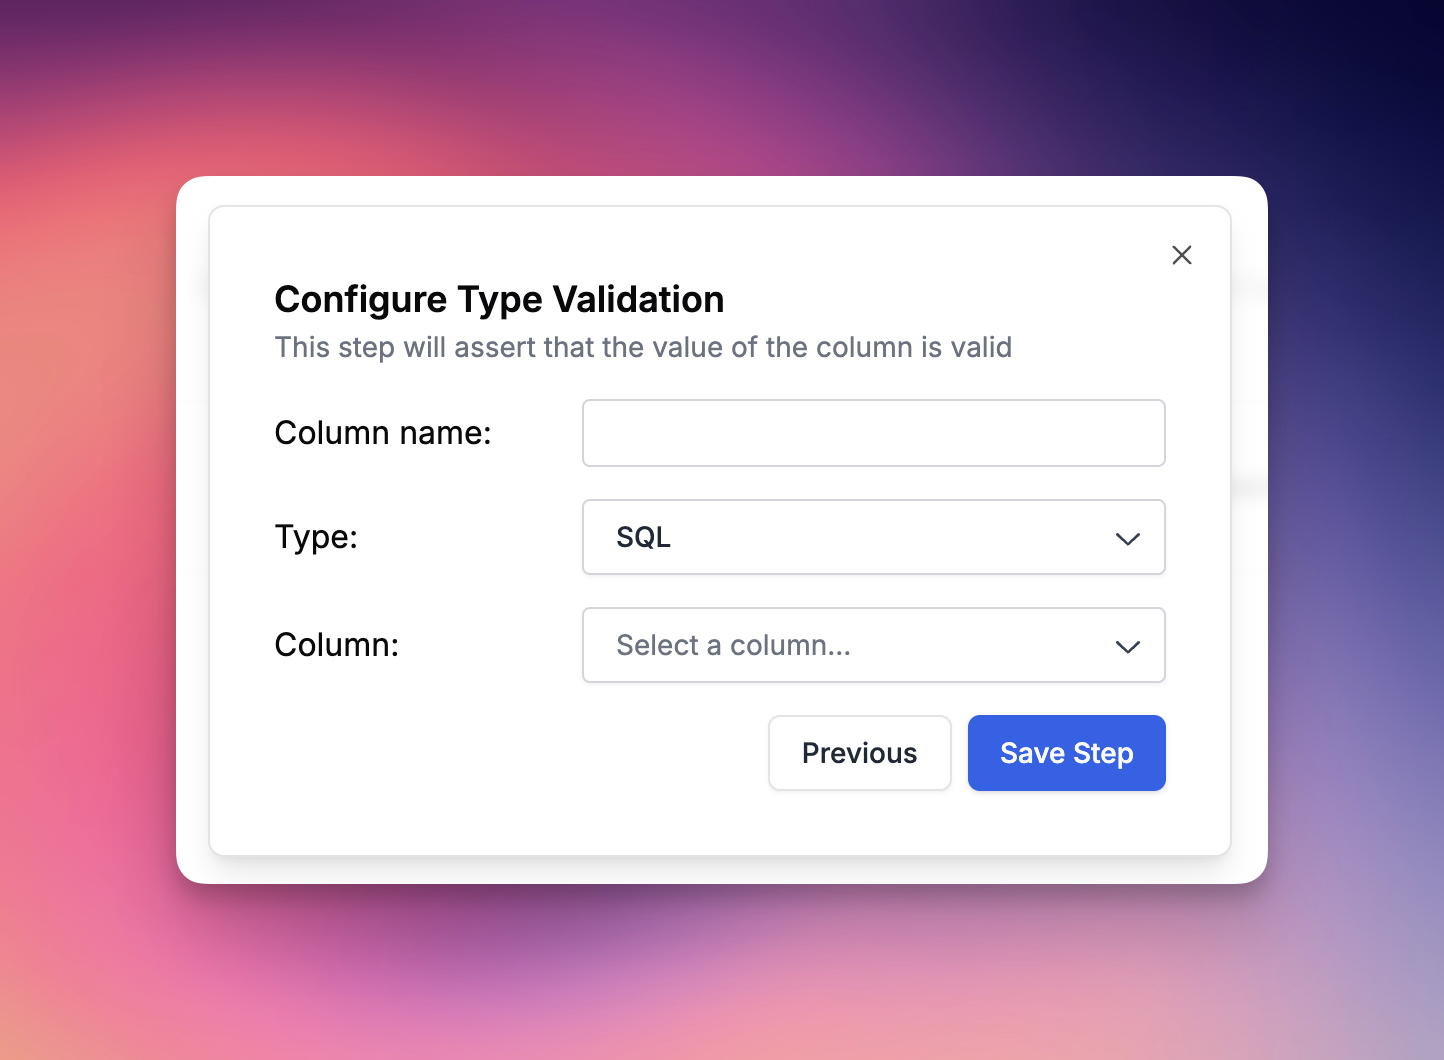 Configure Type Validation
This step will assert that the value of the column is valid
Column name:
Type:
SQL
Column:
Select a column...
Previous
Save Step